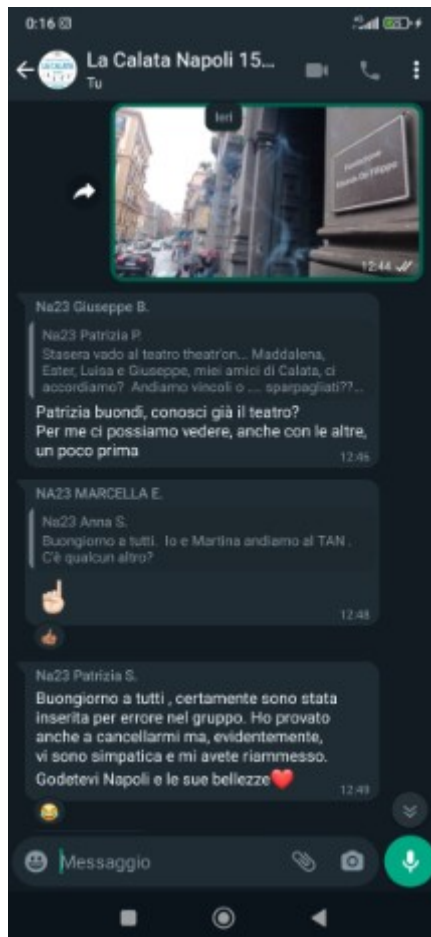 0:16
La Calata Napoli 15...
Tu
Ieri
Fondazione
De Filippo
12:44
Na23 Giuseppe B.
Na23 Patrizia P.
Stasera vado al teatro theatr'on... Maddalena,
Ester, Luisa e Giuseppe, miei amici di Calata, ci
accordiamo? Andiamo vincoli o .... sparpagliati??...
Patrizia buondì, conosci già il teatro?
Per me ci possiamo vedere, anche con le altre,
un poco prima
12:46
NA23 MARCELLA E.
Na23 Anna S.
Buongiorno a tutti. Io e Martina andiamo al TAN .
C'è qualcun altro?
☝🏻
12:48
👍🏽
Na23 Patrizia S.
Buongiorno a tutti , certamente sono stata
inserita per errore nel gruppo. Ho provato
anche a cancellarmi ma, evidentemente,
vi sono simpatica e mi avete riammesso.
Godetevi Napoli e le sue bellezze❤️
12:49
😂
Messaggio